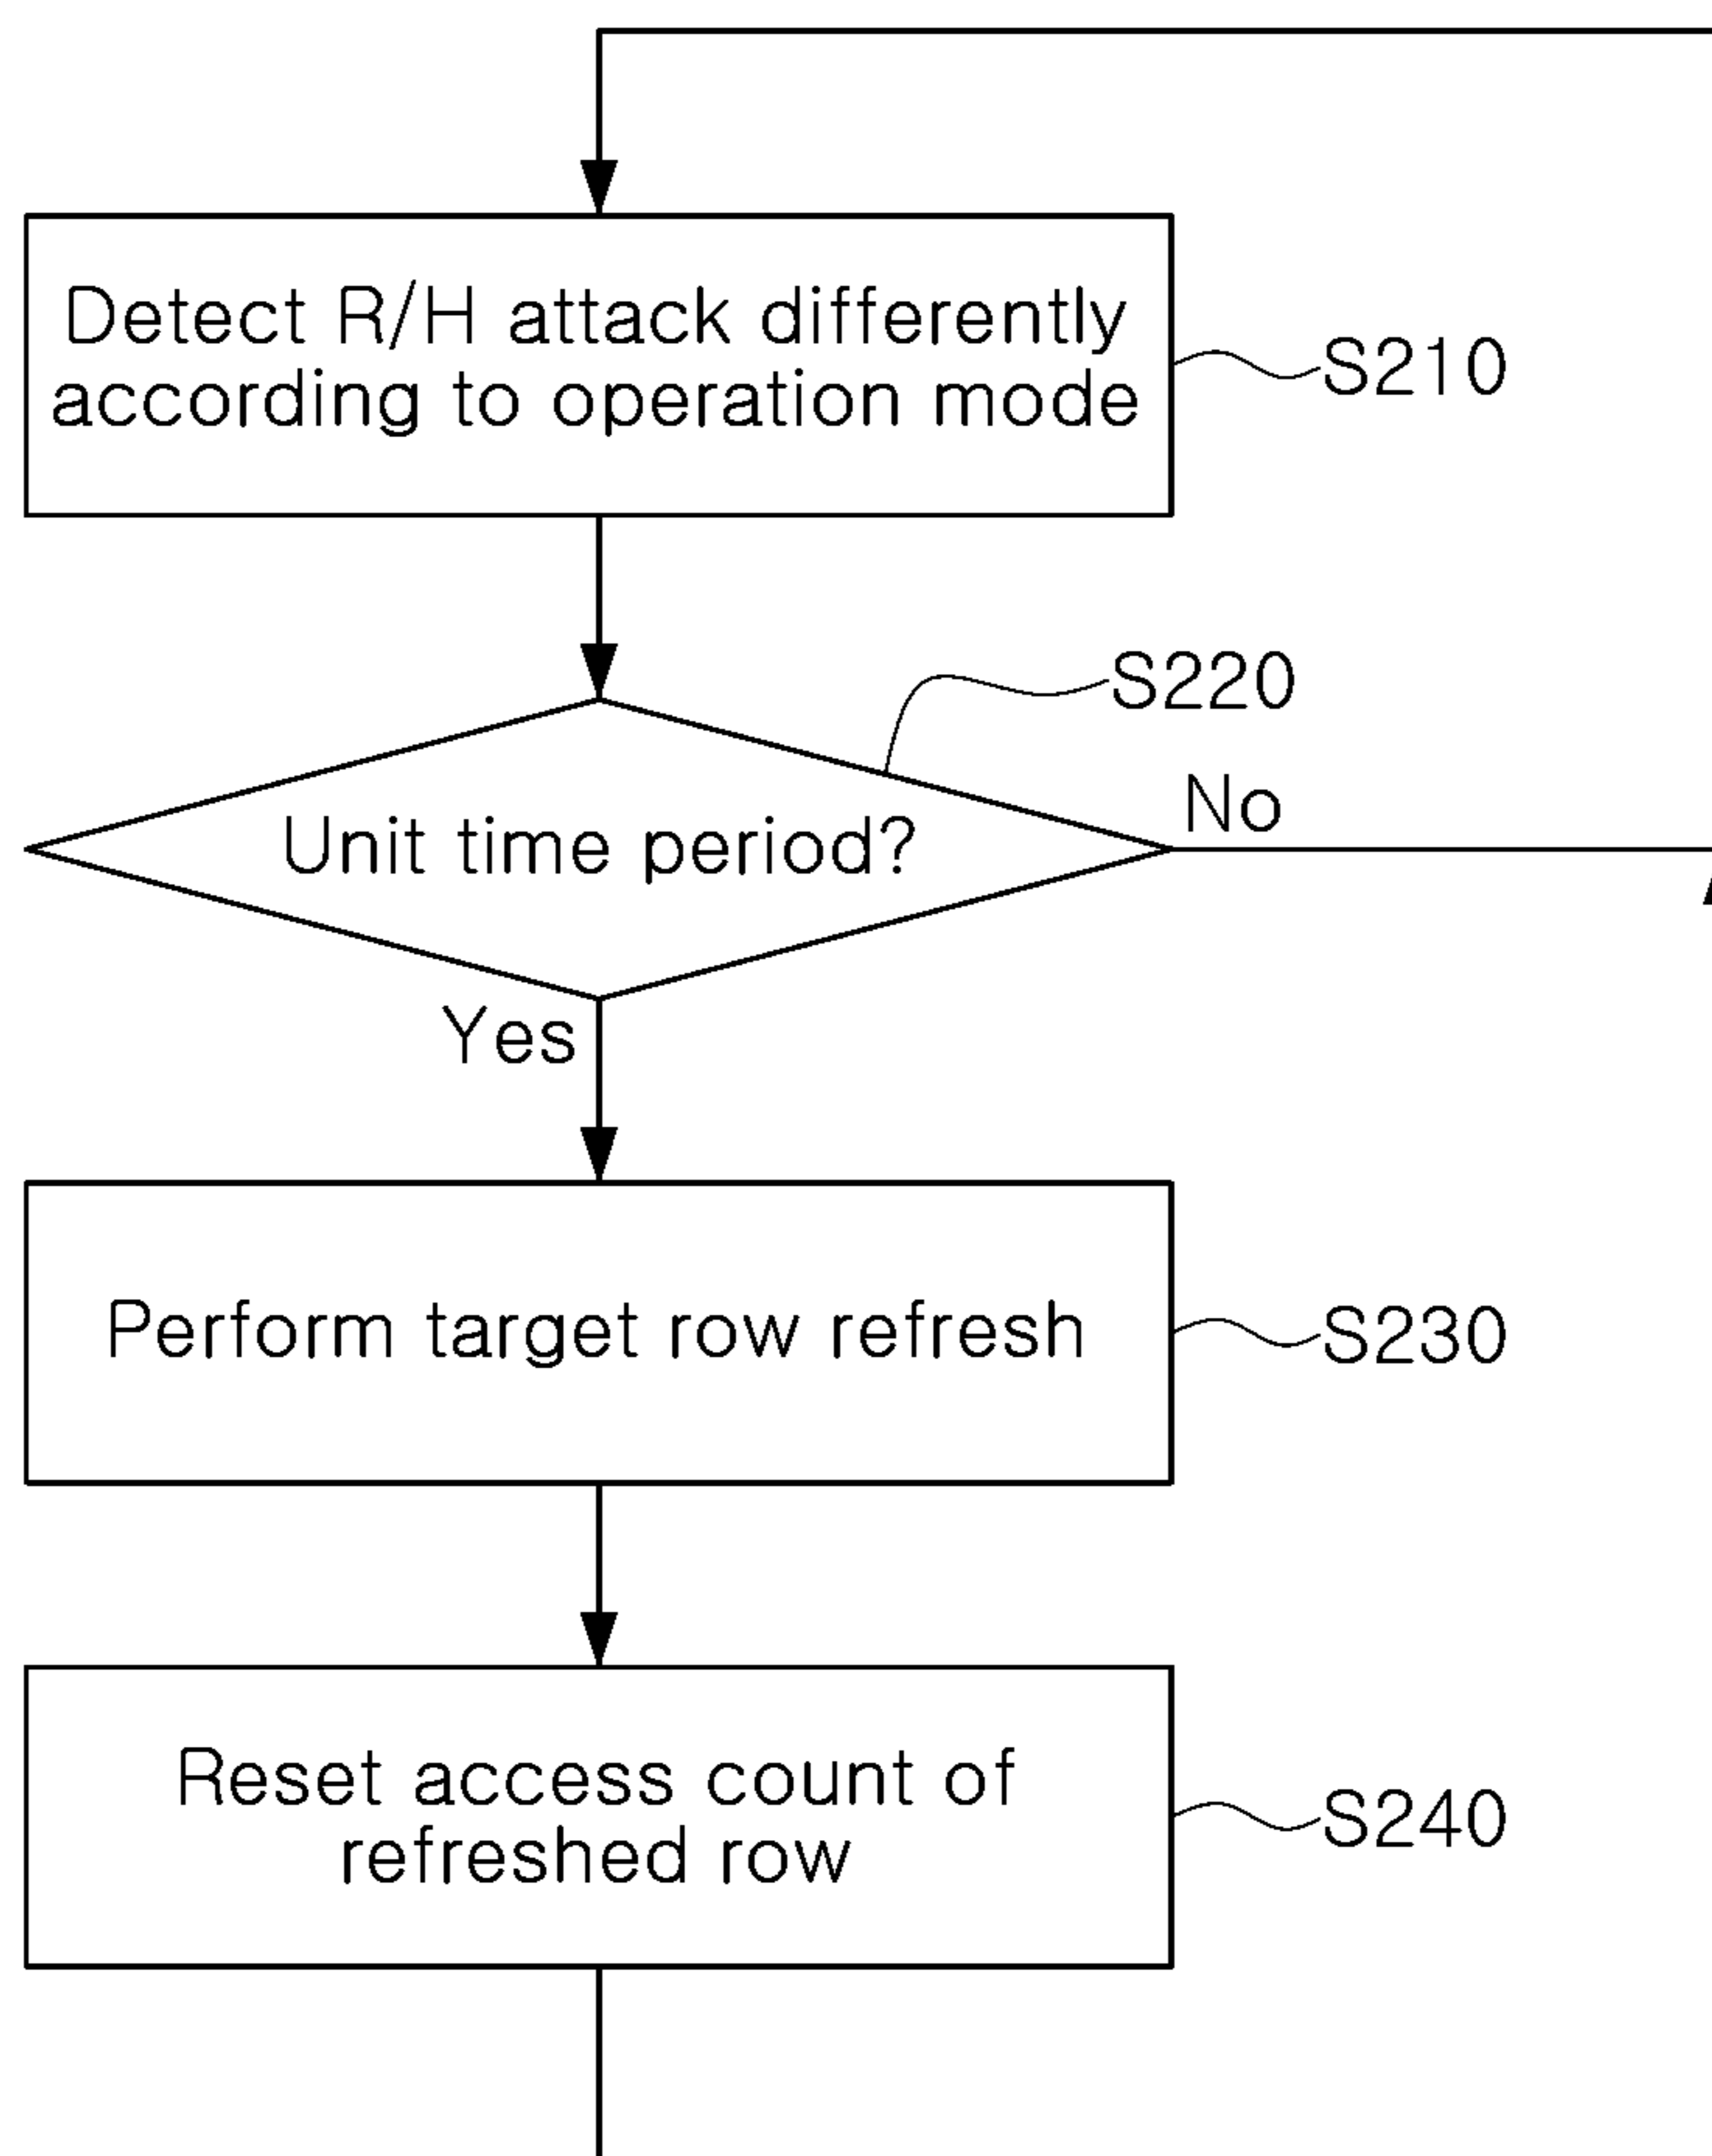 Detect R/H attack differently
according to operation mode
S210
S220
Unit time period?
No
Yes
Perform target row refresh
S230
Reset access count of
refreshed row
S240